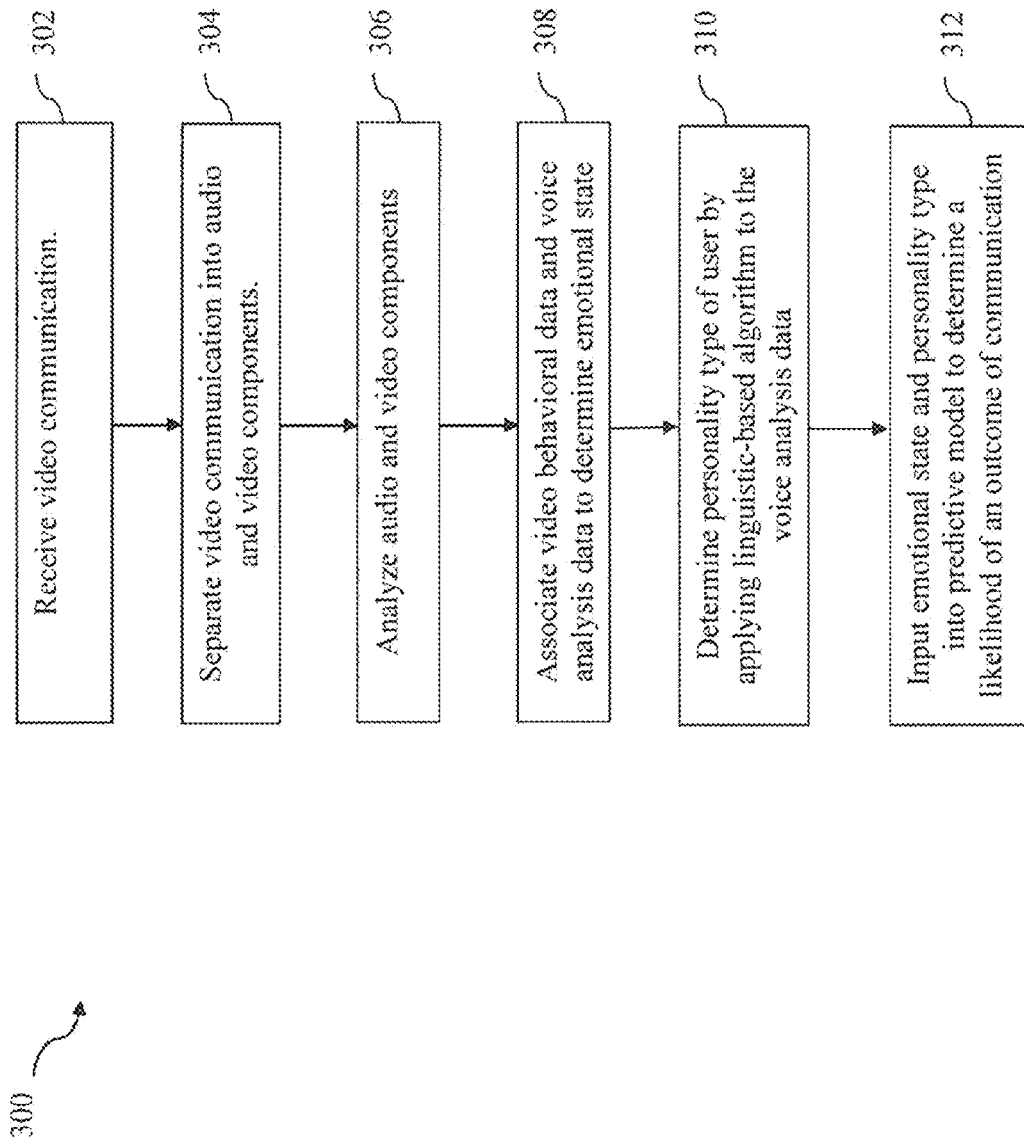 300
Receive video communication.
302
Separate video communication into audio
and video components.
304
Analyze audio and video components
306
Associate video behavioral data and voice
analysis data to determine emotional state
308
Determine personality type of user by
applying linguistic-based algorithm to the
voice analysis data
310
Input emotional state and personality type
into predictive model to determine a
likelihood of an outcome of communication
312